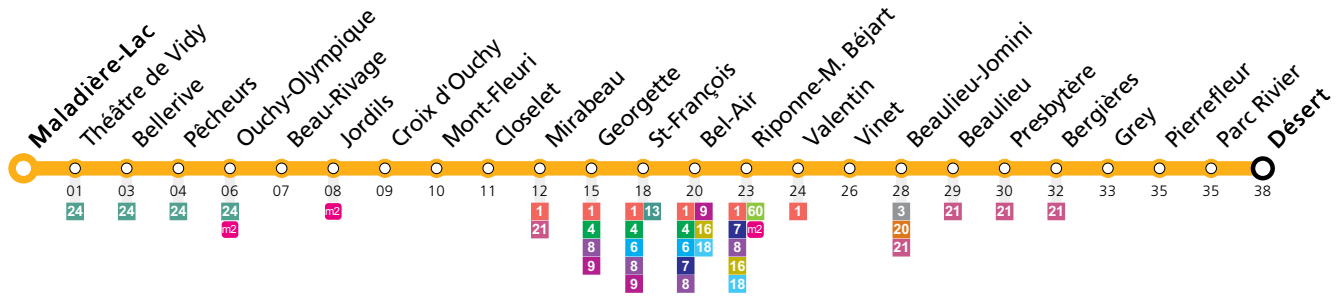 Maladière-Lac
Théâtre de Vidy
Bellerive
Pêcheurs
Ouchy-Olympique
Beau-Rivage
Jordils
Croix d'Ouchy
Mont-Fleuri
Closelet
Mirabeau
Georgette
St-François
Bel-Air
Riponne-M. Béjart
Valentin
Vinet
Beaulieu-Jomini
Beaulieu
Presbytère
Bergières
Grey
Pierrefleur
Parc Rivier
Désert
01 03 04 06 07 08 09 10 11 12 15 18 20 23 24 26 28 29 30 32 33 35 35 38
24 24 24 24 m2 1 1 1 13 1 9 1 60 1 3 21 21 21
m2 21 4 4 4 16 7 m2 20
8 6 6 18 8 21
9 8 7 16
9 8 18